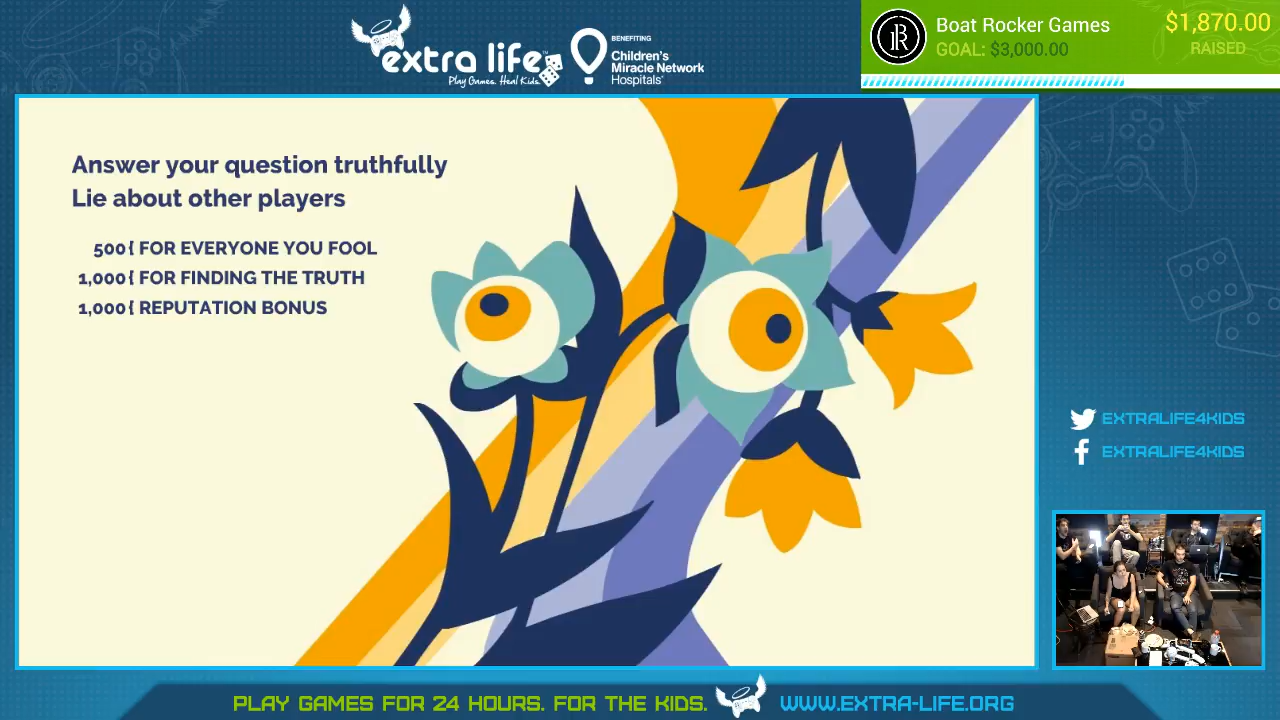 extra life
Play Games. Heal Kids.
BENEFITING
Children's
Miracle Network
Hospitals
Boat Rocker Games
GOAL: $3,000.00
$1,870.00
RAISED
Answer your question truthfully
Lie about other players
500{ FOR EVERYONE YOU FOOL
1,000{ FOR FINDING THE TRUTH
1,000{ REPUTATION BONUS
EXTRALIFE4KIDS
EXTRALIFE4KIDS
PLAY GAMES FOR 24 HOURS. FOR THE KIDS.
WWW.EXTRA-LIFE.ORG